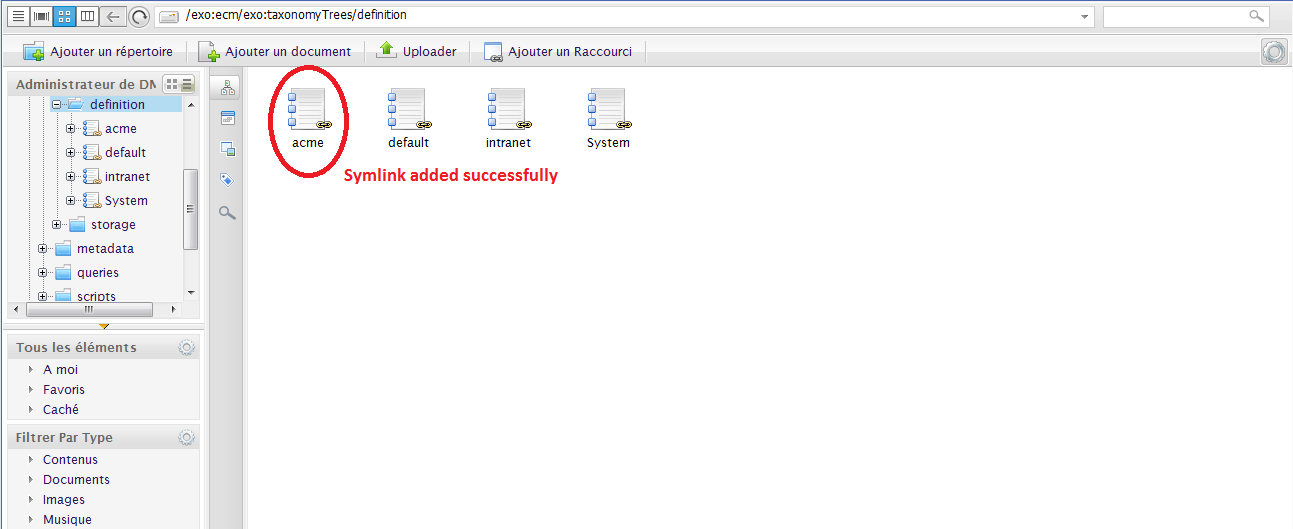 /exo:ecm/exo:taxonomyTrees/definition
Ajouter un répertoire
Ajouter un document
Uploader
Ajouter un Raccourci
Administrateur de DM
definition
acme
default
intranet
System
storage
metadata
queries
scripts
Tous les éléments
A moi
Favoris
Caché
Filtrer Par Type
Contenus
Documents
Images
Musique
acme
default
intranet
System
Symlink added successfully